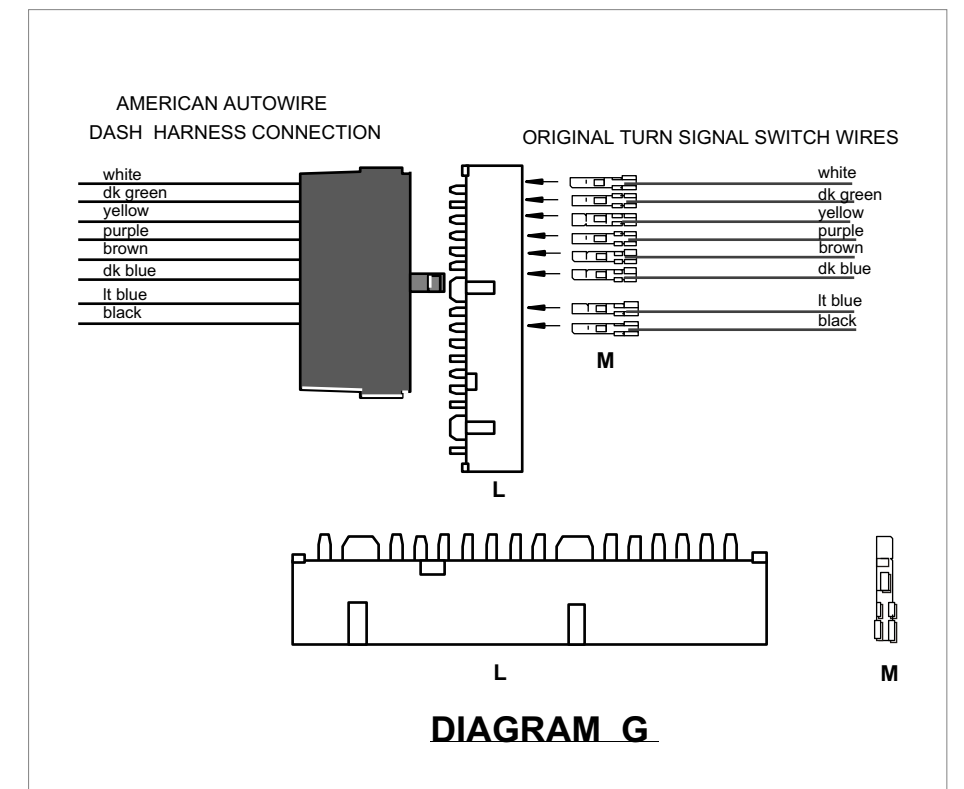 AMERICAN AUTOWIRE
DASH HARNESS CONNECTION
white
dk green
yellow
purple
brown
dk blue
lt blue
black
ORIGINAL TURN SIGNAL SWITCH WIRES
white
dk green
yellow
purple
brown
dk blue
lt blue
black
M
L
L
M
DIAGRAM G